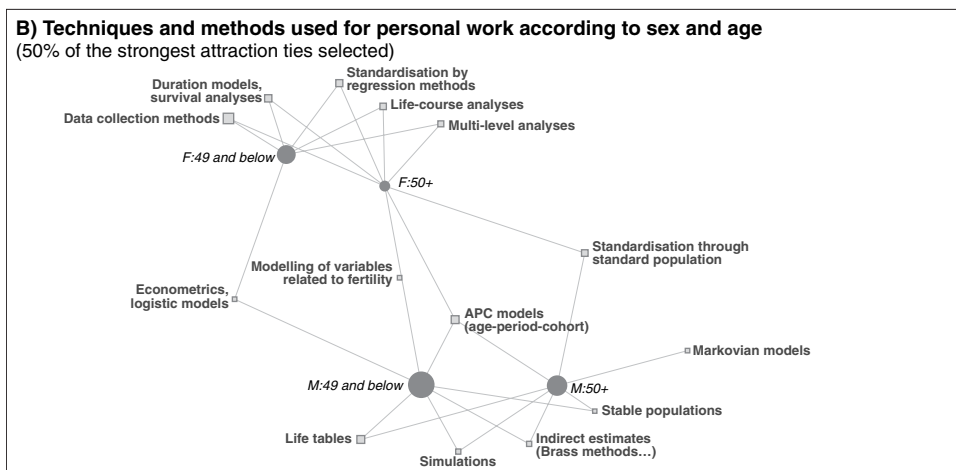 B) Techniques and methods used for personal work according to sex and age
(50% of the strongest attraction ties selected)
Standardisation by
regression methods
Duration models,
survival analyses
Life-course analyses
Data collection methods
Multi-level analyses
F:49 and below
F:50+
Standardisation through
standard population
Modelling of variables
related to fertility
Econometrics,
logistic models
APC models
(age-period-cohort)
Markovian models
M:49 and below
M:50+
Stable populations
Life tables
Indirect estimates
(Brass methods...)
Simulations